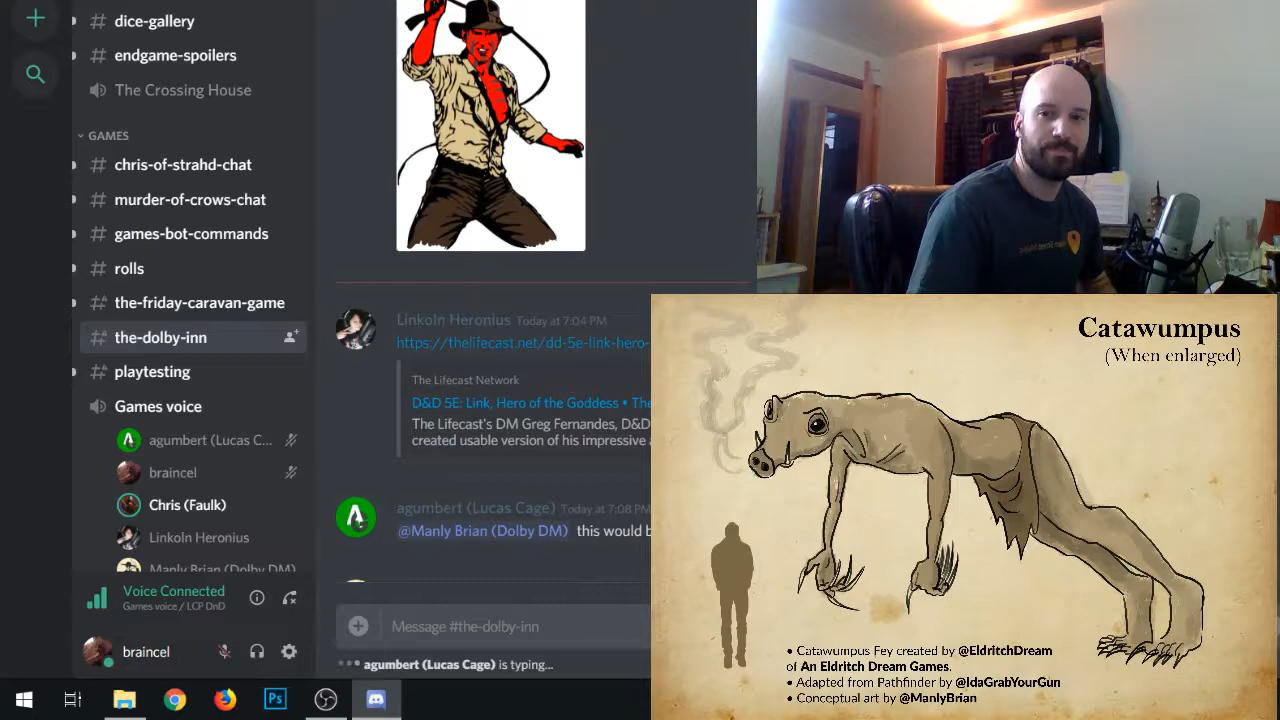 dice-gallery
endgame-spoilers
The Crossing House
GAMES
chris-of-strahd-chat
murder-of-crows-chat
games-bot-commands
rolls
the-friday-caravan-game
the-dolby-inn
playtesting
Games voice
agumbert (Lucas C...
braincel
Chris (Faulk)
Linkoln Heronius
Manly Brian (Dolby DM)
Voice Connected
Games voice / LCP DnD
braincel
Linkoln Heronius Today at 7:04 PM
https://thelifecast.net/dd-5e-link-hero-
The Lifecast Network
D&D 5E: Link, Hero of the Goddess • The
The Lifecast's DM Greg Fernandes, D&D
created usable version of his impressive a
agumbert (Lucas Cage) Today at 7:08 PM
@Manly Brian (Dolby DM) this would b
Message #the-dolby-inn
agumbert (Lucas Cage) is typing...
Ps
Catawumpus
(When enlarged)
• Catawumpus Fey created by @EldritchDream
of An Eldritch Dream Games.
• Adapted from Pathfinder by @IdaGrabYourGun
• Conceptual art by @ManlyBrian